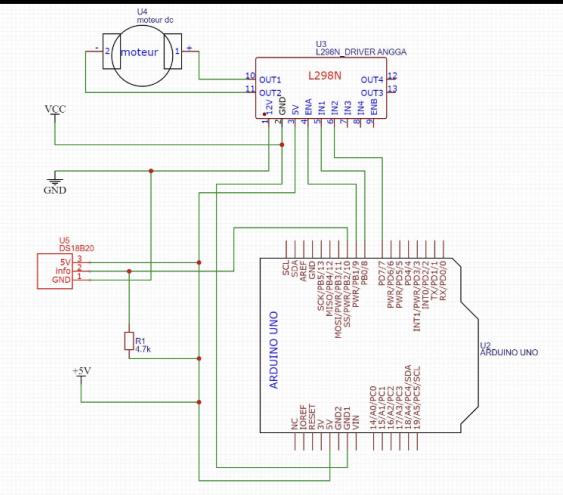 U4
moteur dc
- 2 moteur 1 +
U3
L298N_DRIVER ANGGA
L298N
10 OUT1
11 OUT2
OUT4 12
OUT3 13
12V
GND
5V
ENA
IN1
IN2
IN3
IN4
ENB
1
2
3
4
5
6
7
8
9
VCC
GND
U5
DS18B20
5V 3
Info 2
GND 1
R1
4.7k
+5V
SCL
SDA
AREF
GND
SCK/PB5/13
MISO/PB4/12
MOSI/PWR/PB3/11
SS/PWR/PB2/10
PWR/PB1/9
PB0/8
PD7/7
PWR/PD6/6
PWR/PD5/5
PD4/4
INT1/PWR/PD3/3
INT0/PD2/2
TX/PD1/1
RX/PD0/0
ARDUINO UNO
U2
ARDUINO UNO
NC
IOREF
RESET
3V
5V
GND2
GND1
VIN
14/A0/PC0
15/A1/PC1
16/A2/PC2
17/A3/PC3
18/A4/PC4/SDA
19/A5/PC5/SCL